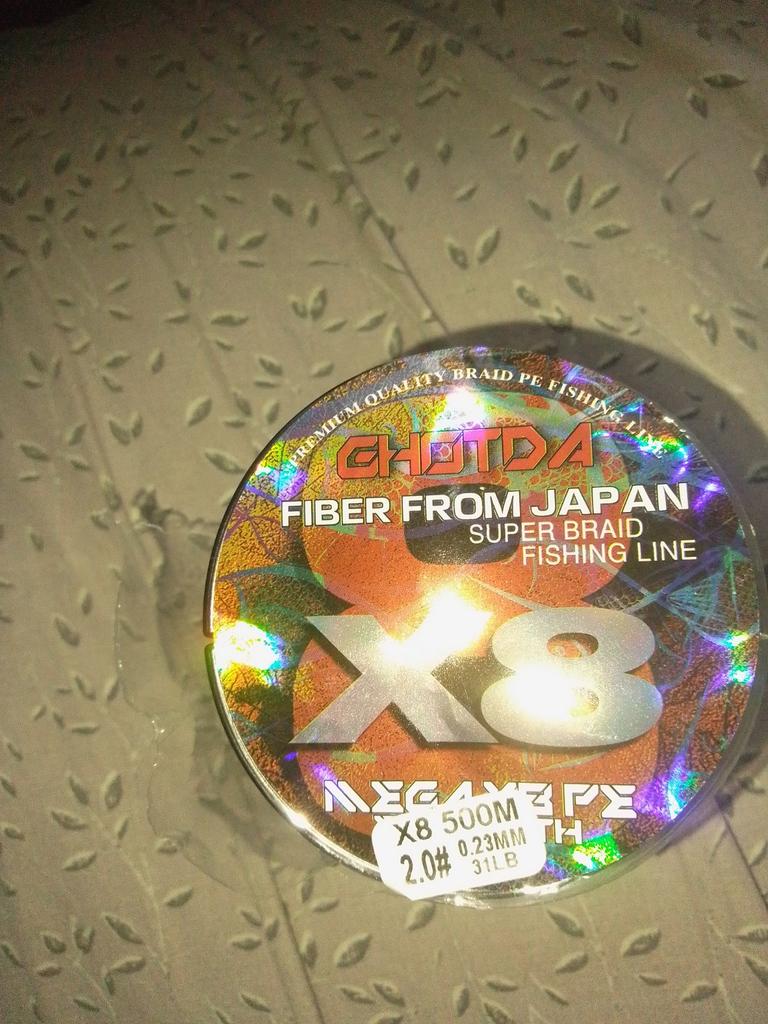 PREMIUM QUALITY BRAID PE FISHING LINE
GHOTDA
FIBER FROM JAPAN
SUPER BRAID
FISHING LINE
X8
MEGA X8 PE
X8 500M
2.0# 0.23MM
31LB